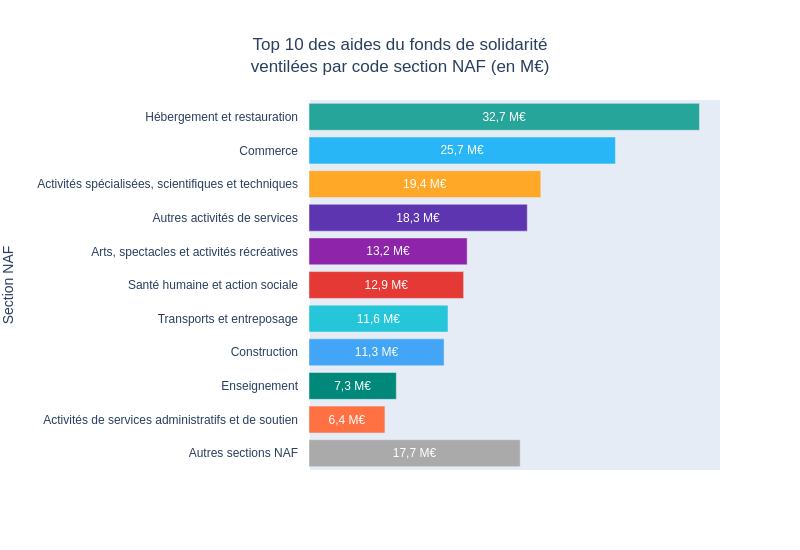 Top 10 des aides du fonds de solidarité
ventilées par code section NAF (en M€)
Section NAF
Hébergement et restauration 32,7 M€
Commerce 25,7 M€
Activités spécialisées, scientifiques et techniques 19,4 M€
Autres activités de services 18,3 M€
Arts, spectacles et activités récréatives 13,2 M€
Santé humaine et action sociale 12,9 M€
Transports et entreposage 11,6 M€
Construction 11,3 M€
Enseignement 7,3 M€
Activités de services administratifs et de soutien 6,4 M€
Autres sections NAF 17,7 M€